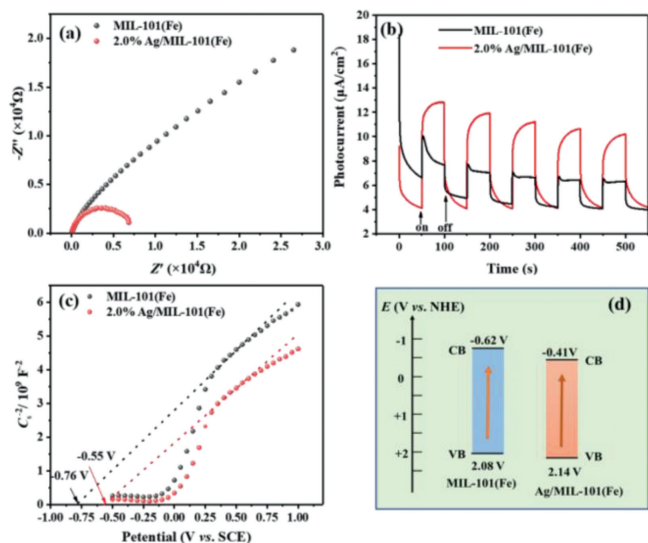 (a)
MIL-101(Fe)
2.0% Ag/MIL-101(Fe)
-Z'' (×10⁴Ω)
2.0
1.5
1.0
0.5
0.0
0.0 0.5 1.0 1.5 2.0 2.5 3.0
Z' (×10⁴Ω)
(b)
MIL-101(Fe)
2.0% Ag/MIL-101(Fe)
Photocurrent (μA/cm²)
18
16
14
12
10
8
6
4
2
on
off
0 100 200 300 400 500
Time (s)
(c)
MIL-101(Fe)
2.0% Ag/MIL-101(Fe)
Cₛ⁻²/ 10⁹ F⁻²
6
5
4
3
2
1
0
-0.55 V
-0.76 V
-1.00 -0.75 -0.50 -0.25 0.00 0.25 0.50 0.75 1.00
Potential (V vs. SCE)
E (V vs. NHE)
(d)
-1
0
+1
+2
-0.62 V
CB
VB
2.08 V
MIL-101(Fe)
-0.41V
CB
VB
2.14 V
Ag/MIL-101(Fe)